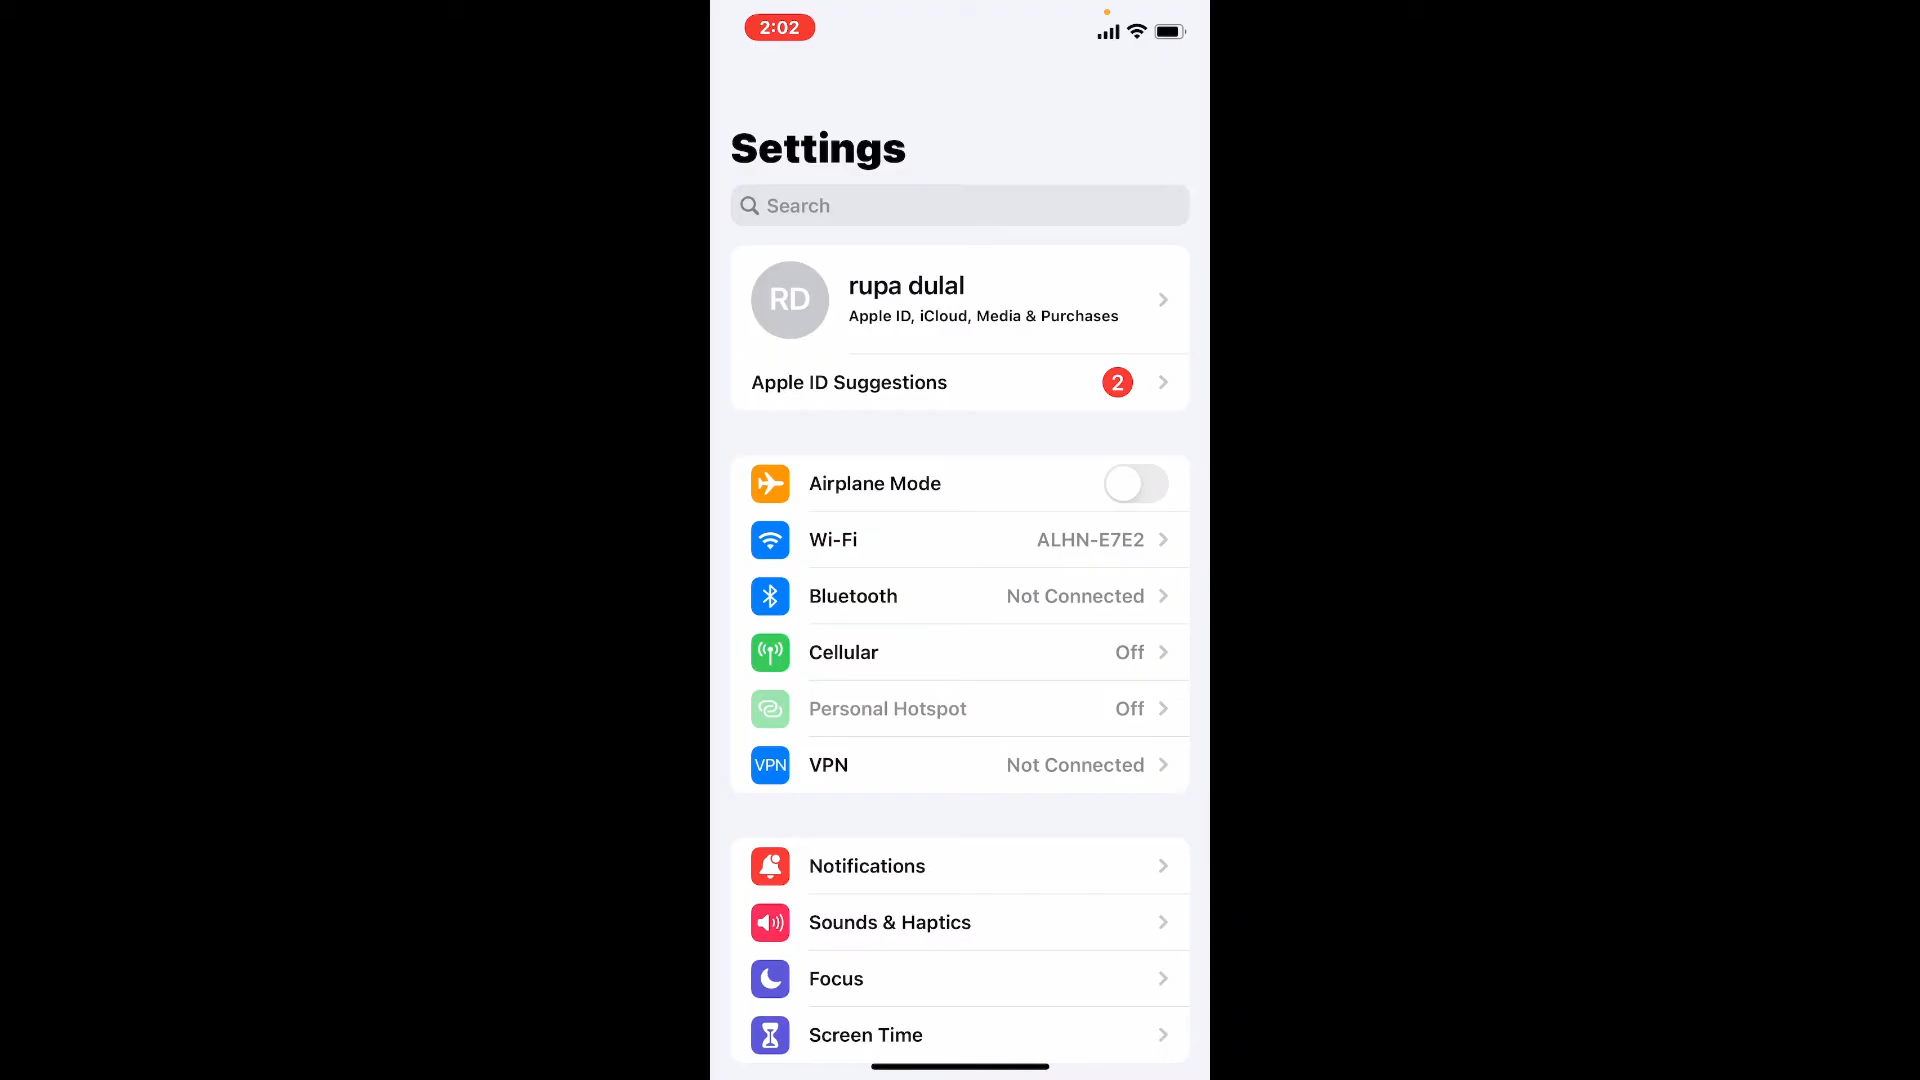 2:02
Settings
Search
RD
rupa dulal
Apple ID, iCloud, Media & Purchases
Apple ID Suggestions 2
Airplane Mode
Wi-Fi ALHN-E7E2
Bluetooth Not Connected
Cellular Off
Personal Hotspot Off
VPN VPN Not Connected
Notifications
Sounds & Haptics
Focus
Screen Time